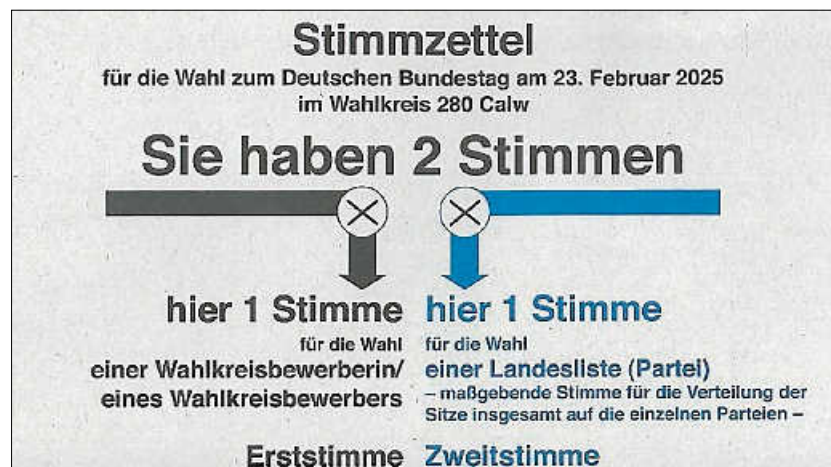 Stimmzettel
für die Wahl zum Deutschen Bundestag am 23. Februar 2025
im Wahlkreis 280 Calw
Sie haben 2 Stimmen
hier 1 Stimme
für die Wahl
einer Wahlkreisbewerberin/
eines Wahlkreisbewerbers
Erststimme
hier 1 Stimme
für die Wahl
einer Landesliste (Partei)
– maßgebende Stimme für die Verteilung der
Sitze insgesamt auf die einzelnen Parteien –
Zweitstimme